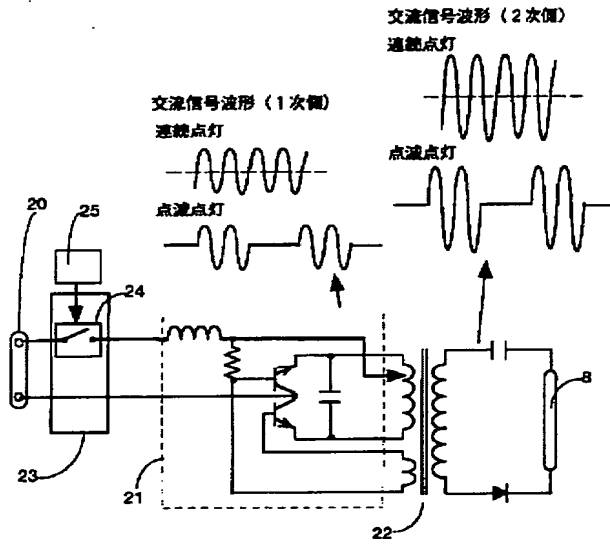 交流信号波形（2次側）
連続点灯
点滅点灯
交流信号波形（1次側）
連続点灯
点滅点灯
20
25
24
23
21
22
8